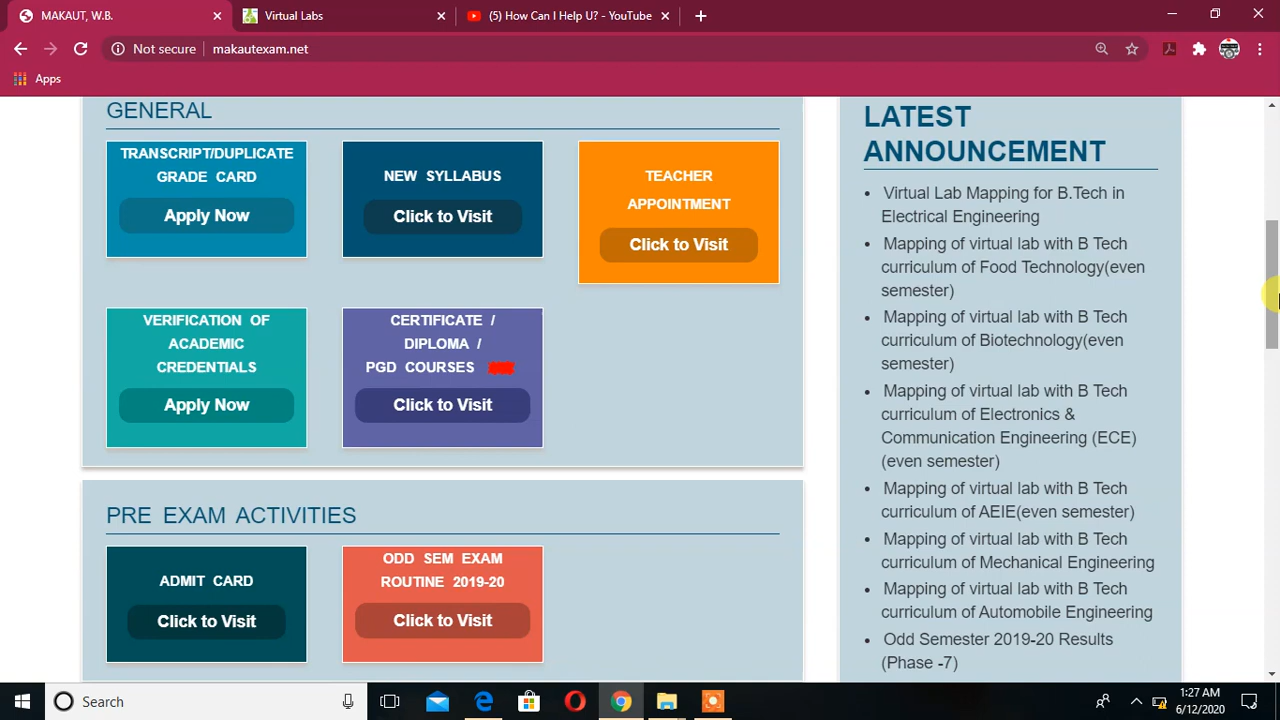 MAKAUT, W.B.
Virtual Labs
(5) How Can I Help U? - YouTube
Not secure
makautexam.net
Apps
GENERAL
TRANSCRIPT/DUPLICATE
GRADE CARD
Apply Now
NEW SYLLABUS
Click to Visit
TEACHER
APPOINTMENT
Click to Visit
VERIFICATION OF
ACADEMIC
CREDENTIALS
Apply Now
CERTIFICATE /
DIPLOMA /
PGD COURSES
Click to Visit
PRE EXAM ACTIVITIES
ADMIT CARD
Click to Visit
ODD SEM EXAM
ROUTINE 2019-20
Click to Visit
LATEST
ANNOUNCEMENT
Virtual Lab Mapping for B.Tech in
Electrical Engineering
Mapping of virtual lab with B Tech
curriculum of Food Technology(even
semester)
Mapping of virtual lab with B Tech
curriculum of Biotechnology(even
semester)
Mapping of virtual lab with B Tech
curriculum of Electronics &
Communication Engineering (ECE)
(even semester)
Mapping of virtual lab with B Tech
curriculum of AEIE(even semester)
Mapping of virtual lab with B Tech
curriculum of Mechanical Engineering
Mapping of virtual lab with B Tech
curriculum of Automobile Engineering
Odd Semester 2019-20 Results
(Phase -7)
Search
1:27 AM
6/12/2020